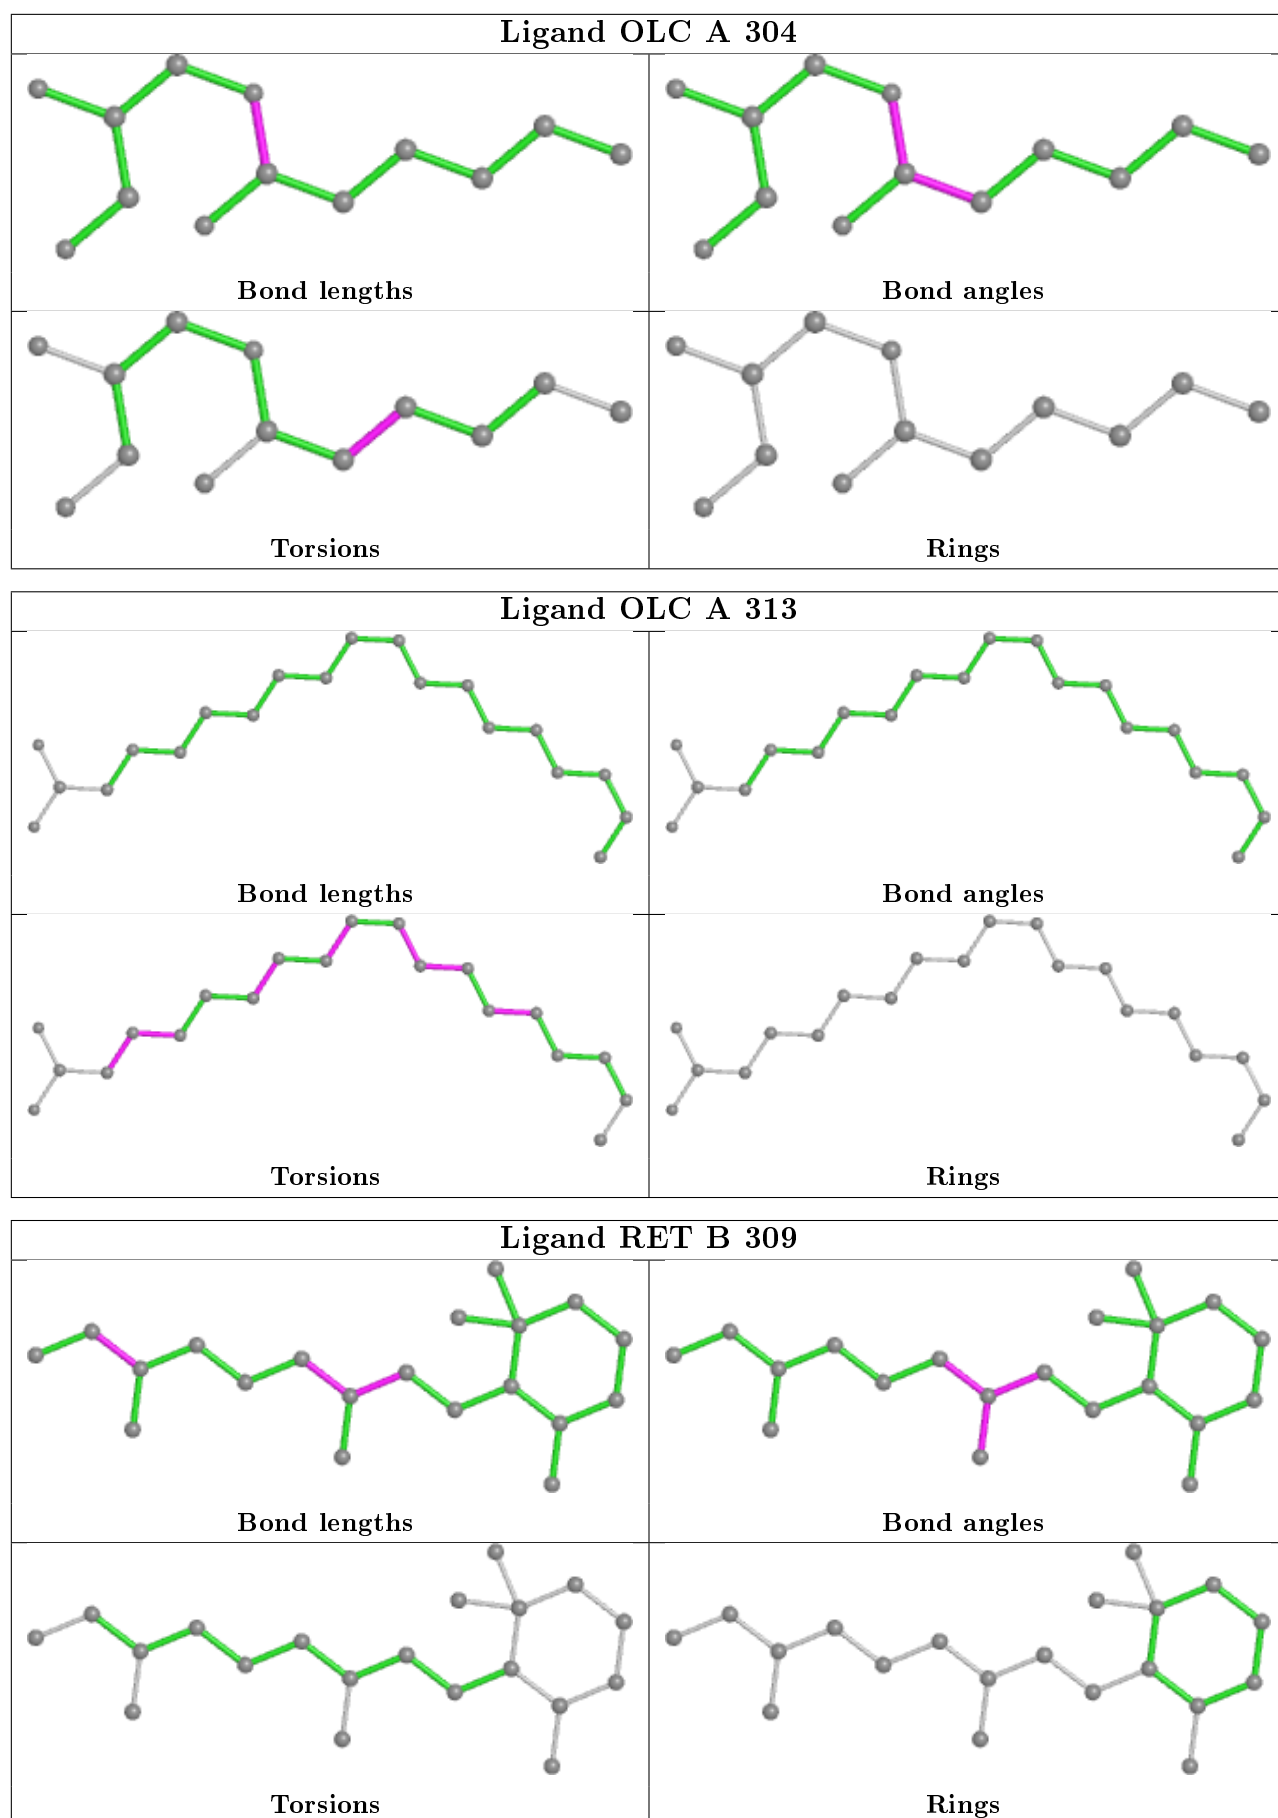 Ligand OLC A 304
Bond lengths
Bond angles
Torsions
Rings
Ligand OLC A 313
Bond lengths
Bond angles
Torsions
Rings
Ligand RET B 309
Bond lengths
Bond angles
Torsions
Rings